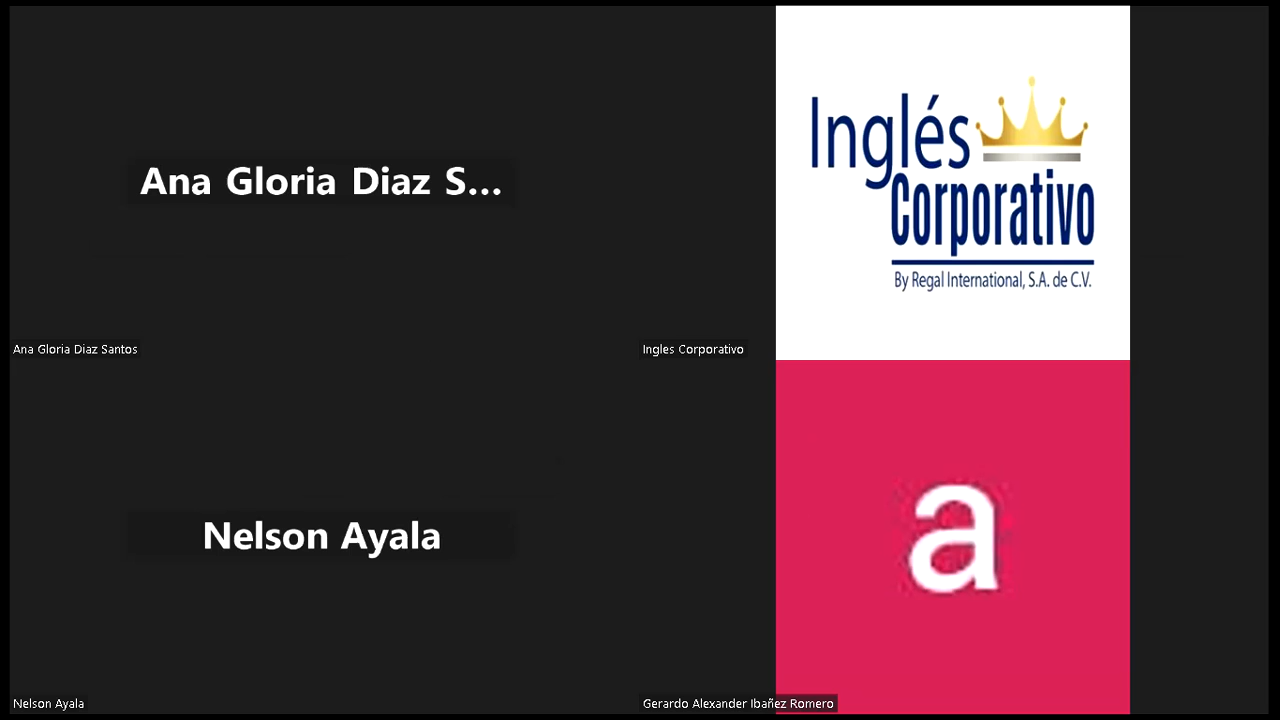 Ana Gloria Diaz S...
Ana Gloria Diaz Santos
Inglés
Corporativo
By Regal International, S.A. de C.V.
Ingles Corporativo
Nelson Ayala
Nelson Ayala
a
Gerardo Alexander Ibañez Romero